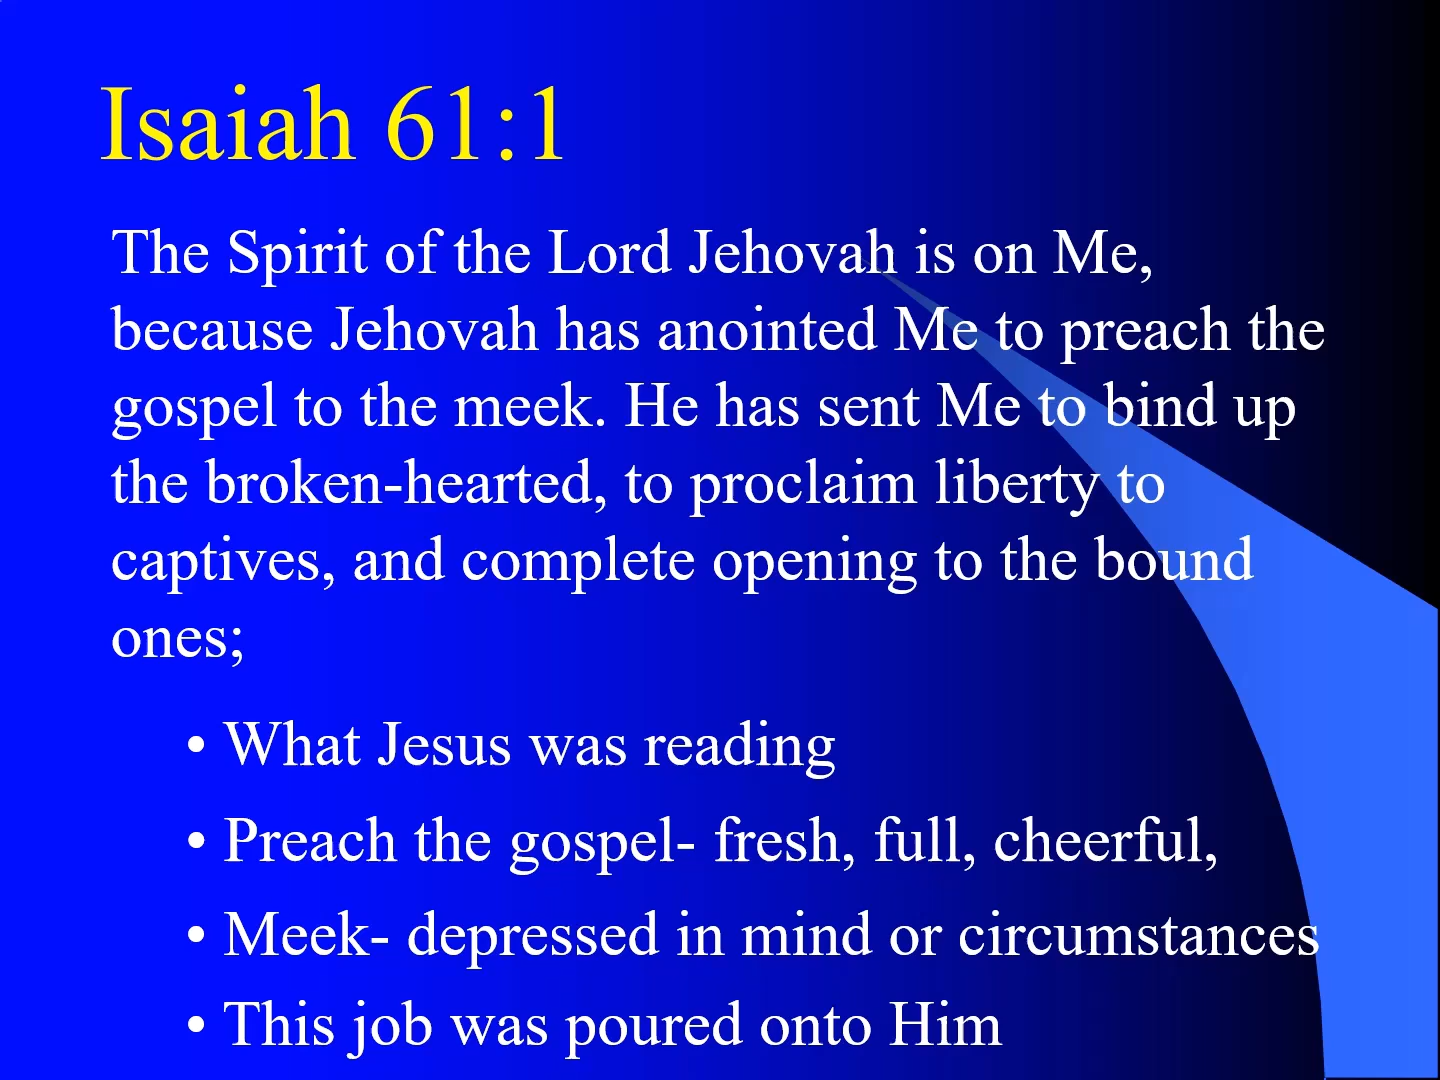 Isaiah 61:1
The Spirit of the Lord Jehovah is on Me,
because Jehovah has anointed Me to preach the
gospel to the meek. He has sent Me to bind up
the broken-hearted, to proclaim liberty to
captives, and complete opening to the bound
ones;
• What Jesus was reading
• Preach the gospel- fresh, full, cheerful,
• Meek- depressed in mind or circumstances
• This job was poured onto Him